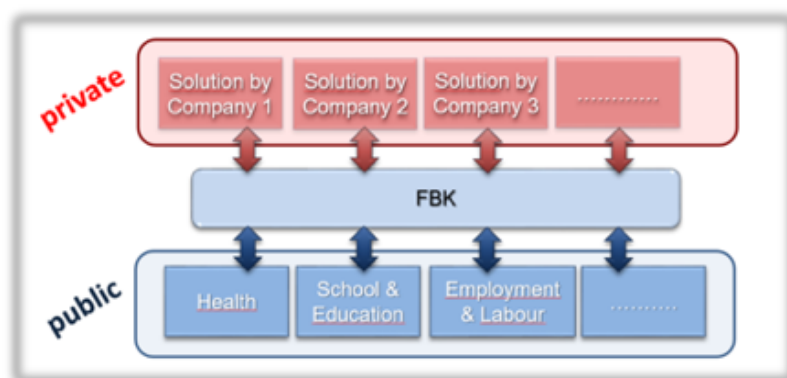 private
Solution by
Company 1
Solution by
Company 2
Solution by
Company 3
............
FBK
public
Health
School &
Education
Employment
& Labour
..........